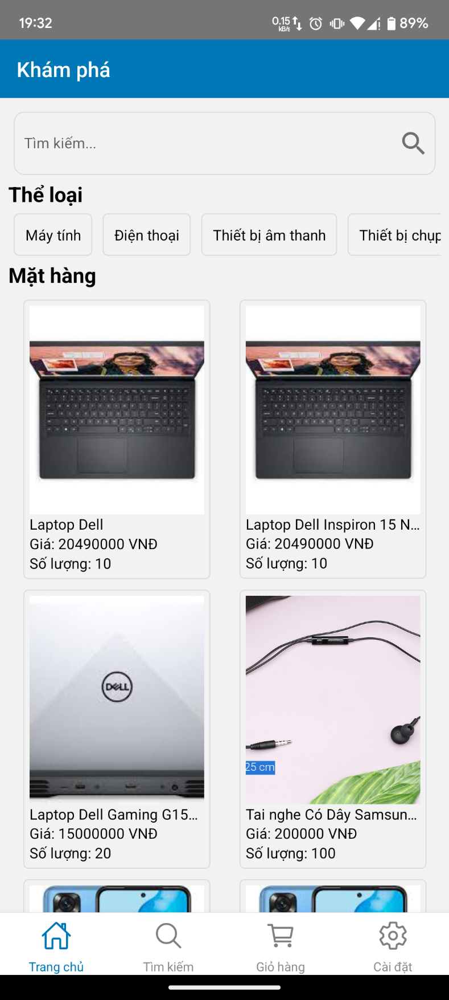 19:32
0.15
kB/s
89%
Khám phá
Tìm kiếm...
Thể loại
Máy tính
Điện thoại
Thiết bị âm thanh
Thiết bị chụp
Mặt hàng
Laptop Dell
Giá: 20490000 VNĐ
Số lượng: 10
Laptop Dell Inspiron 15 N...
Giá: 20490000 VNĐ
Số lượng: 10
DELL
Laptop Dell Gaming G15...
Giá: 15000000 VNĐ
Số lượng: 20
25 cm
Tai nghe Có Dây Samsun...
Giá: 200000 VNĐ
Số lượng: 100
Trang chủ
Tìm kiếm
Giỏ hàng
Cài đặt